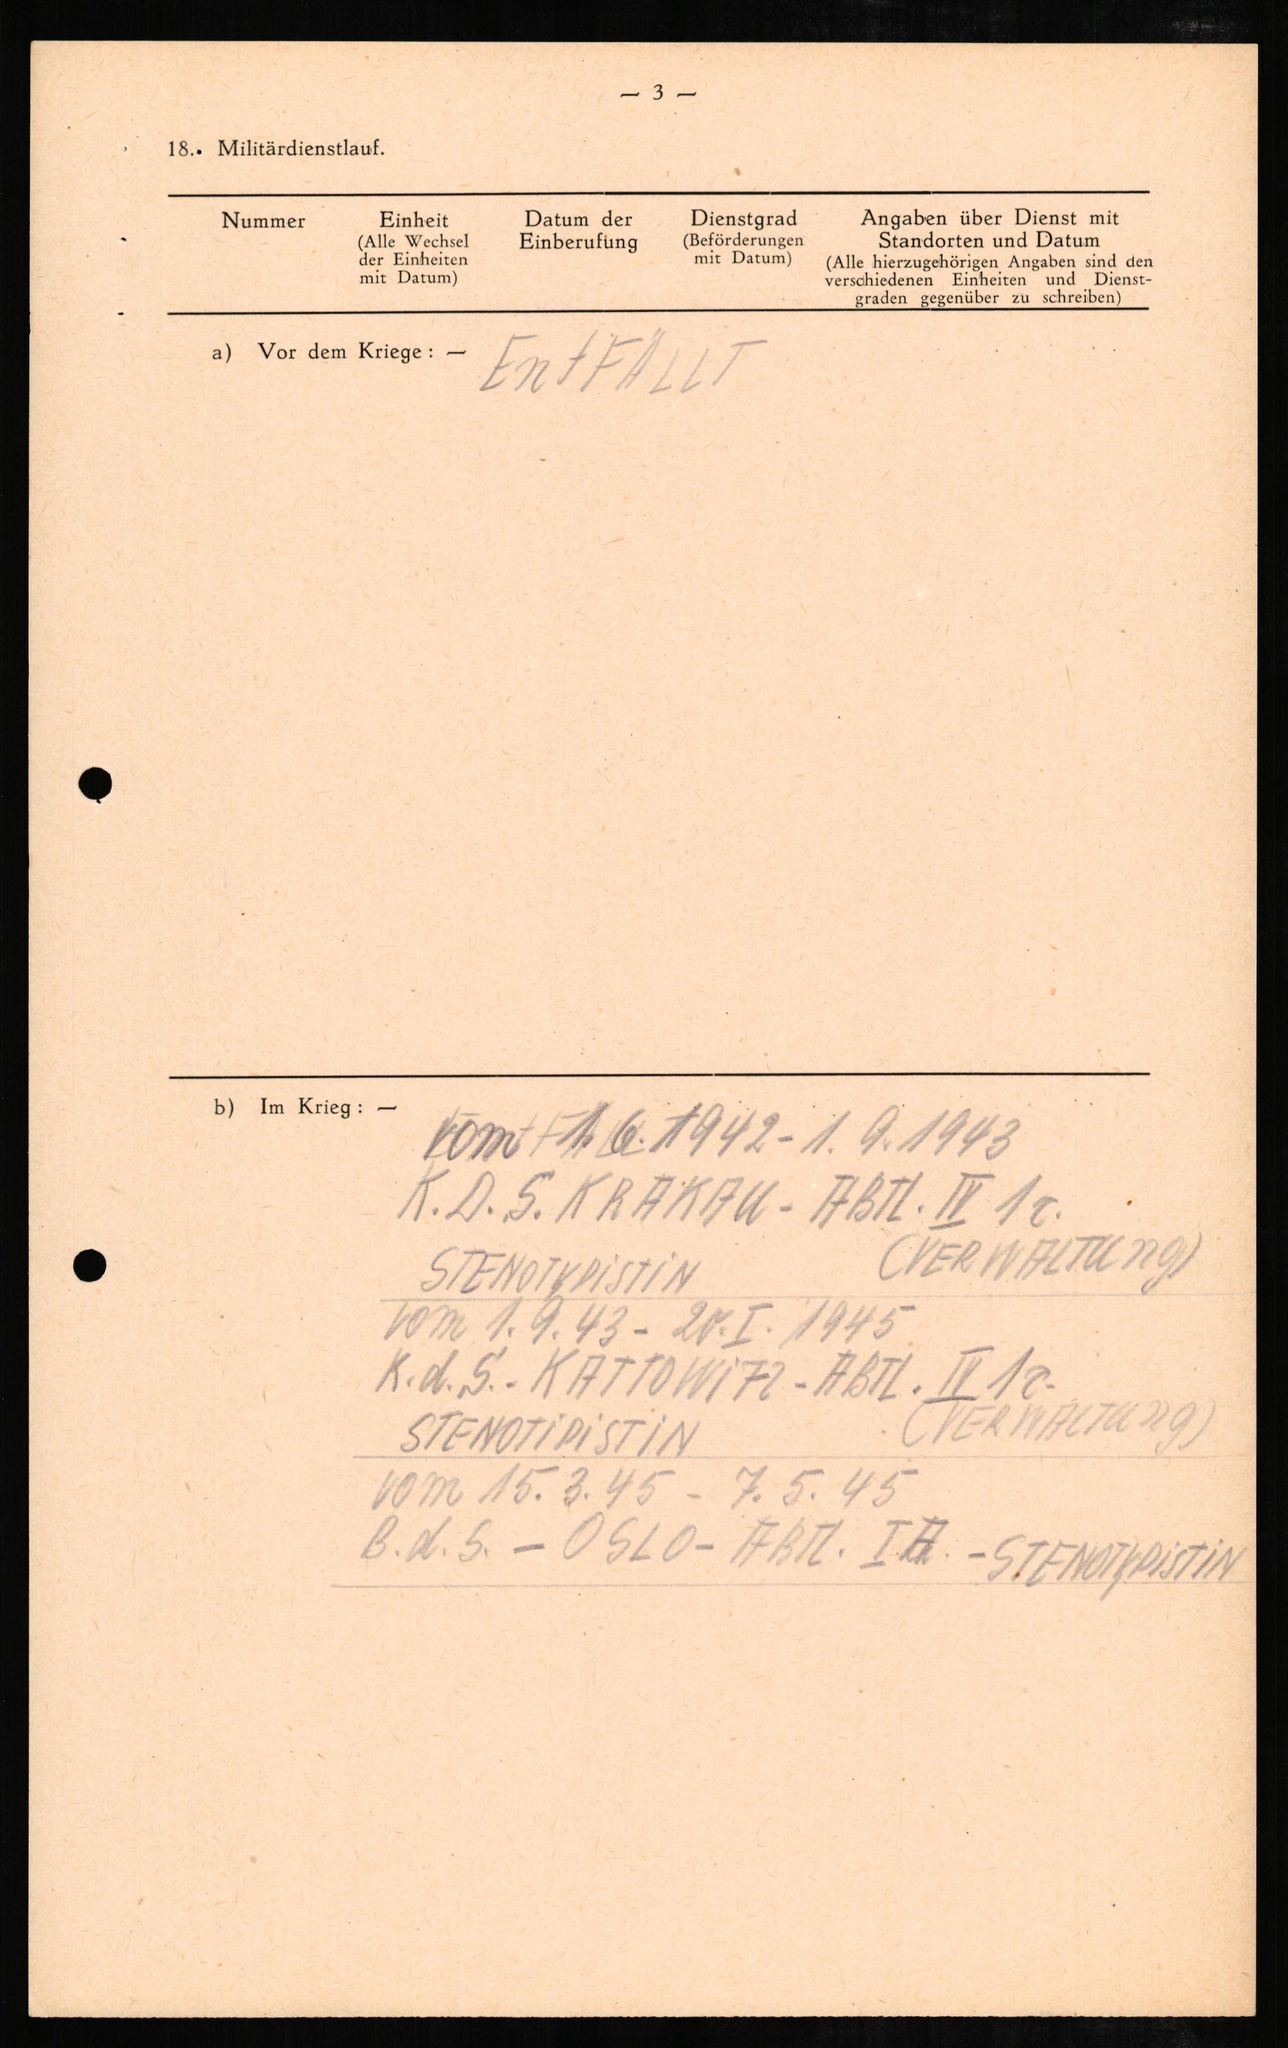 — 3 —
18. Militärdienstlauf.
Nummer
Einheit
(Alle Wechsel
der Einheiten
mit Datum)
Datum der
Einberufung
Dienstgrad
(Beförderungen
mit Datum)
Angaben über Dienst mit
Standorten und Datum
(Alle hierzugehörigen Angaben sind den
verschiedenen Einheiten und Dienst-
graden gegenüber zu schreiben)
a) Vor dem Kriege: — EntFÄLLT
b) Im Krieg: —
vom 1. 6. 1942 - 1. 9. 1943
K. D. S. KRAKAU - ABTl. IV 1 c.
STENOTYPISTIN (VERWALTUng)
vom 1. 9. 43 - 20. I. 1945
K. d. S. - KATTOWITZ - ABTL. IV 1 c.
STENOTIPISTIN (VERWALTUng)
vom 15. 3. 45 - 7. 5. 45
B. d. S. - OSLO - ABTl. - STENOTYPISTIN